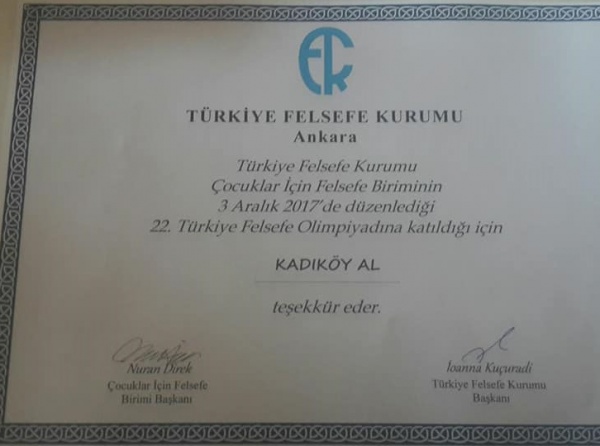 TÜRKİYE FELSEFE KURUMU
Ankara
Türkiye Felsefe Kurumu
Çocuklar İçin Felsefe Biriminin
3 Aralık 2017'de düzenlediği
22. Türkiye Felsefe Olimpiyadına katıldığı için
KADIKÖY AL
teşekkür eder.
Nuran Direk
Çocuklar İçin Felsefe
Birimi Başkanı
Ioanna Kuçuradi
Türkiye Felsefe Kurumu
Başkanı